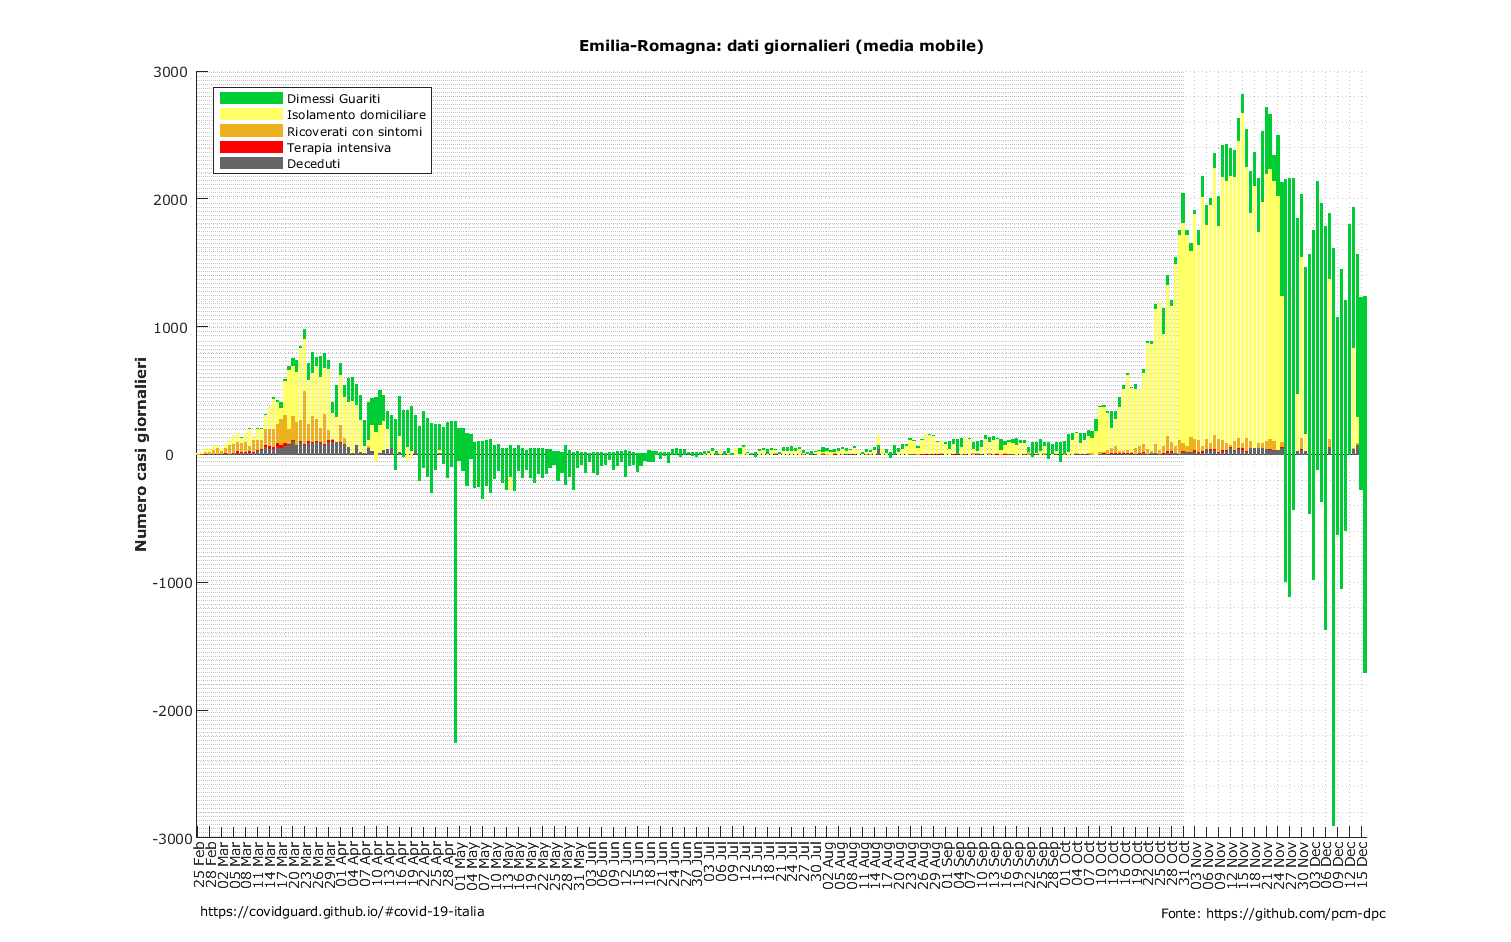 Emilia-Romagna: dati giornalieri (media mobile)
Dimessi Guariti
Isolamento domiciliare
Ricoverati con sintomi
Terapia intensiva
Deceduti
Numero casi giornalieri
3000
2000
1000
0
-1000
-2000
-3000
25 Feb
28 Feb
02 Mar
05 Mar
08 Mar
11 Mar
14 Mar
17 Mar
20 Mar
23 Mar
26 Mar
29 Mar
01 Apr
04 Apr
07 Apr
10 Apr
13 Apr
16 Apr
19 Apr
22 Apr
25 Apr
28 Apr
01 May
04 May
07 May
10 May
13 May
16 May
19 May
22 May
25 May
28 May
31 May
03 Jun
06 Jun
09 Jun
12 Jun
15 Jun
18 Jun
21 Jun
24 Jun
27 Jun
30 Jun
03 Jul
06 Jul
09 Jul
12 Jul
15 Jul
18 Jul
21 Jul
24 Jul
27 Jul
30 Jul
02 Aug
05 Aug
08 Aug
11 Aug
14 Aug
17 Aug
20 Aug
23 Aug
26 Aug
29 Aug
01 Sep
04 Sep
07 Sep
10 Sep
13 Sep
16 Sep
19 Sep
22 Sep
25 Sep
28 Sep
01 Oct
04 Oct
07 Oct
10 Oct
13 Oct
16 Oct
19 Oct
22 Oct
25 Oct
28 Oct
31 Oct
03 Nov
06 Nov
09 Nov
12 Nov
15 Nov
18 Nov
21 Nov
24 Nov
27 Nov
30 Nov
03 Dec
06 Dec
09 Dec
12 Dec
15 Dec
https://covidguard.github.io/#covid-19-italia
Fonte: https://github.com/pcm-dpc